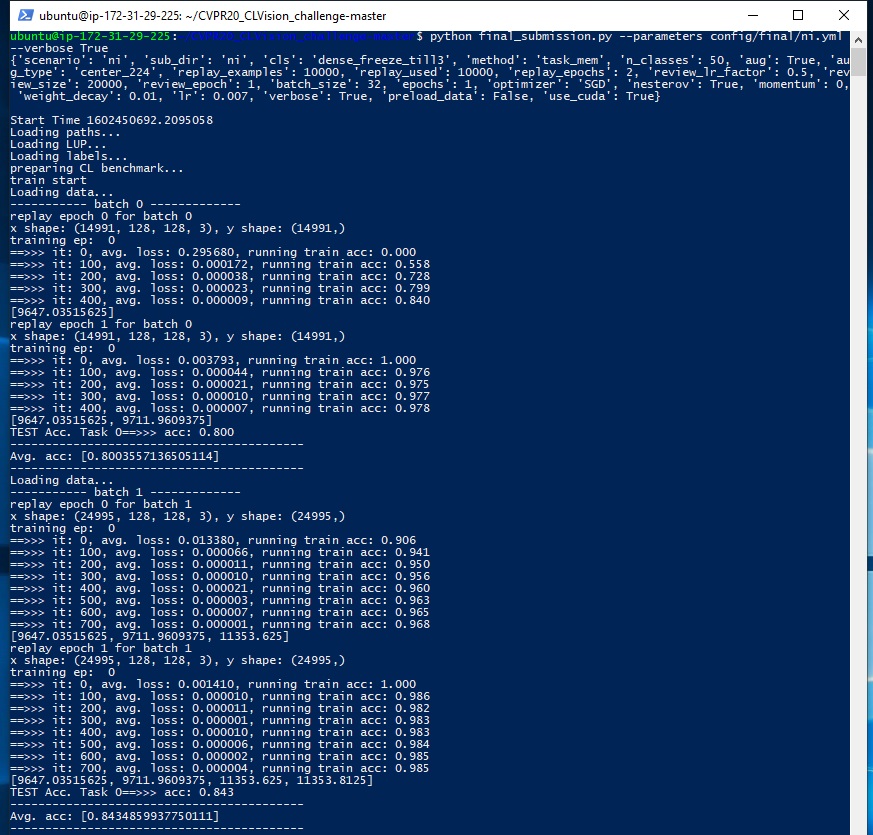 ubuntu@ip-172-31-29-225: ~/CVPR20_CLVision_challenge-master
ubuntu@ip-172-31-29-225:~/CVPR20_CLVision_challenge-master$ python final_submission.py --parameters config/final/ni.yml
--verbose True
{'scenario': 'ni', 'sub_dir': 'ni', 'cls': 'dense_freeze_till3', 'method': 'task_mem', 'n_classes': 50, 'aug': True, 'au
g_type': 'center_224', 'replay_examples': 10000, 'replay_used': 10000, 'replay_epochs': 2, 'review_lr_factor': 0.5, 'rev
iew_size': 20000, 'review_epoch': 1, 'batch_size': 32, 'epochs': 1, 'optimizer': 'SGD', 'nesterov': True, 'momentum': 0,
'weight_decay': 0.01, 'lr': 0.007, 'verbose': True, 'preload_data': False, 'use_cuda': True}
Start Time 1602450692.2095058
Loading paths...
Loading LUP...
Loading labels...
preparing CL benchmark...
train start
Loading data...
----------- batch 0 -------------
replay epoch 0 for batch 0
x shape: (14991, 128, 128, 3), y shape: (14991,)
training ep:  0
==>>> it: 0, avg. loss: 0.295680, running train acc: 0.000
==>>> it: 100, avg. loss: 0.000172, running train acc: 0.558
==>>> it: 200, avg. loss: 0.000038, running train acc: 0.728
==>>> it: 300, avg. loss: 0.000023, running train acc: 0.799
==>>> it: 400, avg. loss: 0.000009, running train acc: 0.840
[9647.03515625]
replay epoch 1 for batch 0
x shape: (14991, 128, 128, 3), y shape: (14991,)
training ep:  0
==>>> it: 0, avg. loss: 0.003793, running train acc: 1.000
==>>> it: 100, avg. loss: 0.000044, running train acc: 0.976
==>>> it: 200, avg. loss: 0.000021, running train acc: 0.975
==>>> it: 300, avg. loss: 0.000010, running train acc: 0.977
==>>> it: 400, avg. loss: 0.000007, running train acc: 0.978
[9647.03515625, 9711.9609375]
TEST Acc. Task 0==>>> acc: 0.800
------------------------------------------
Avg. acc: [0.8003557136505114]
------------------------------------------
Loading data...
----------- batch 1 -------------
replay epoch 0 for batch 1
x shape: (24995, 128, 128, 3), y shape: (24995,)
training ep:  0
==>>> it: 0, avg. loss: 0.013380, running train acc: 0.906
==>>> it: 100, avg. loss: 0.000066, running train acc: 0.941
==>>> it: 200, avg. loss: 0.000011, running train acc: 0.950
==>>> it: 300, avg. loss: 0.000010, running train acc: 0.956
==>>> it: 400, avg. loss: 0.000021, running train acc: 0.960
==>>> it: 500, avg. loss: 0.000003, running train acc: 0.963
==>>> it: 600, avg. loss: 0.000007, running train acc: 0.965
==>>> it: 700, avg. loss: 0.000001, running train acc: 0.968
[9647.03515625, 9711.9609375, 11353.625]
replay epoch 1 for batch 1
x shape: (24995, 128, 128, 3), y shape: (24995,)
training ep:  0
==>>> it: 0, avg. loss: 0.001410, running train acc: 1.000
==>>> it: 100, avg. loss: 0.000010, running train acc: 0.986
==>>> it: 200, avg. loss: 0.000011, running train acc: 0.982
==>>> it: 300, avg. loss: 0.000001, running train acc: 0.983
==>>> it: 400, avg. loss: 0.000010, running train acc: 0.983
==>>> it: 500, avg. loss: 0.000006, running train acc: 0.984
==>>> it: 600, avg. loss: 0.000002, running train acc: 0.985
==>>> it: 700, avg. loss: 0.000004, running train acc: 0.985
[9647.03515625, 9711.9609375, 11353.625, 11353.8125]
TEST Acc. Task 0==>>> acc: 0.843
------------------------------------------
Avg. acc: [0.8434859937750111]
------------------------------------------